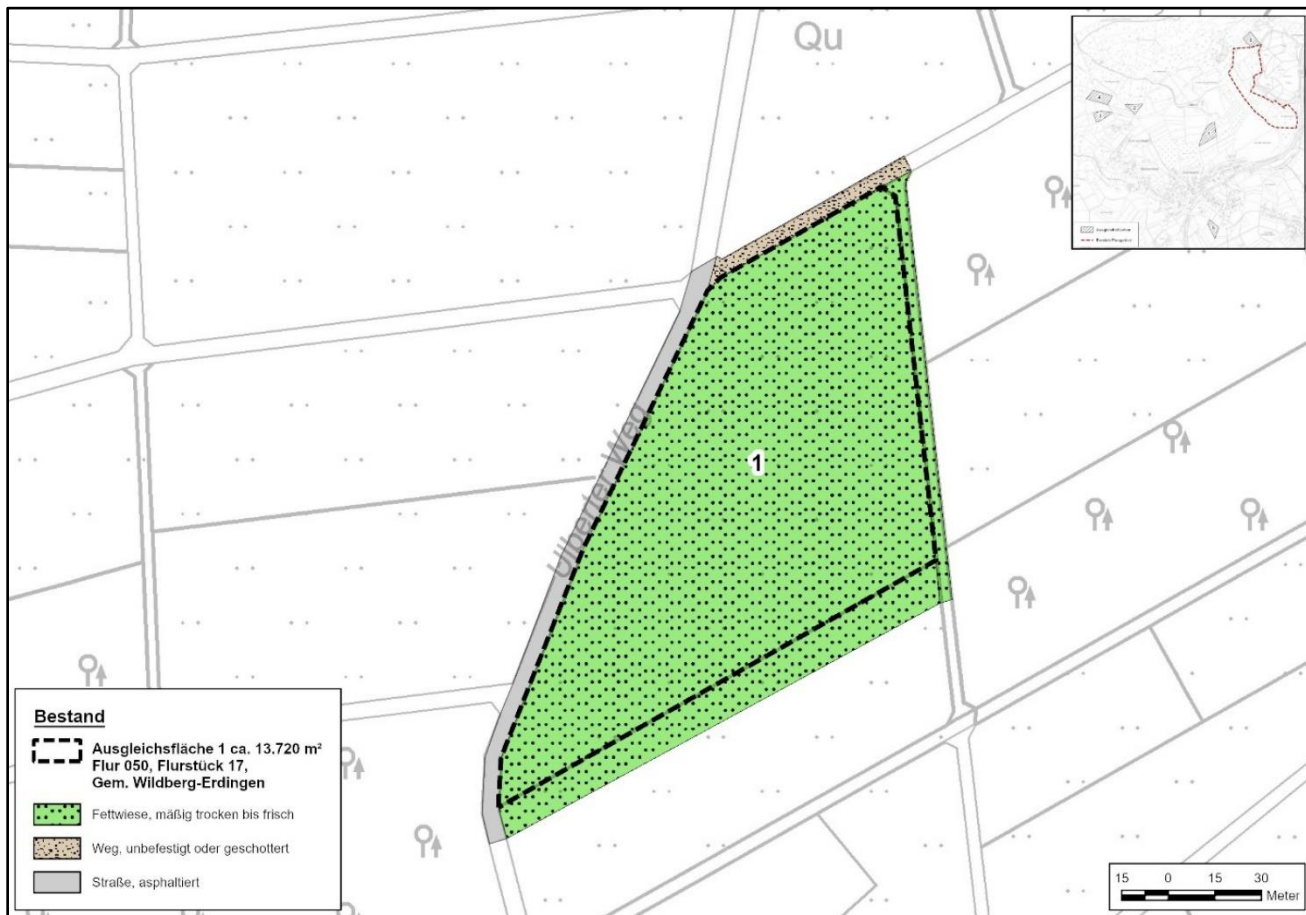 Qu
1
Ulberter Weg
Bestand
Ausgleichsfläche 1 ca. 13.720 m²
Flur 050, Flurstück 17,
Gem. Wildberg-Erdingen
Fettwiese, mäßig trocken bis frisch
Weg, unbefestigt oder geschottert
Straße, asphaltiert
15 0 15 30
Meter